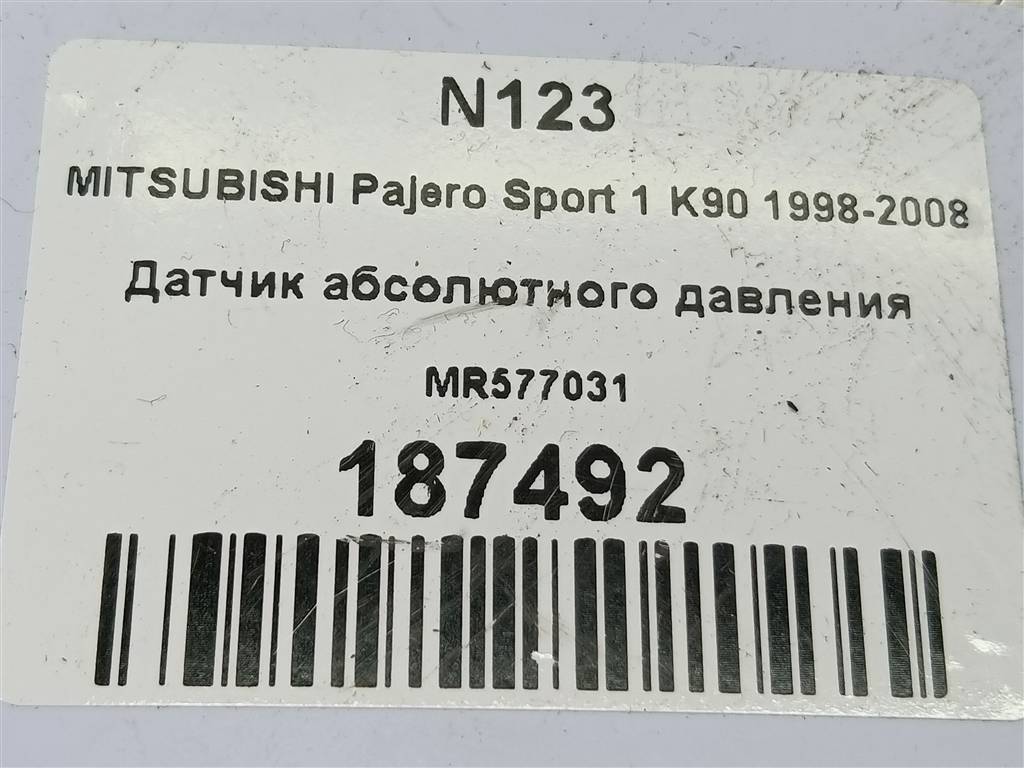 N123
MITSUBISHI Pajero Sport 1 K90 1998-2008
Датчик абсолютного давления
MR577031
187492